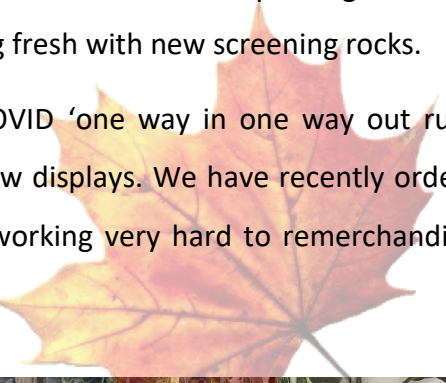 g fresh with new screening rocks.
OVID ‘one way in one way out ru
w displays. We have recently orde
working very hard to remerchandi